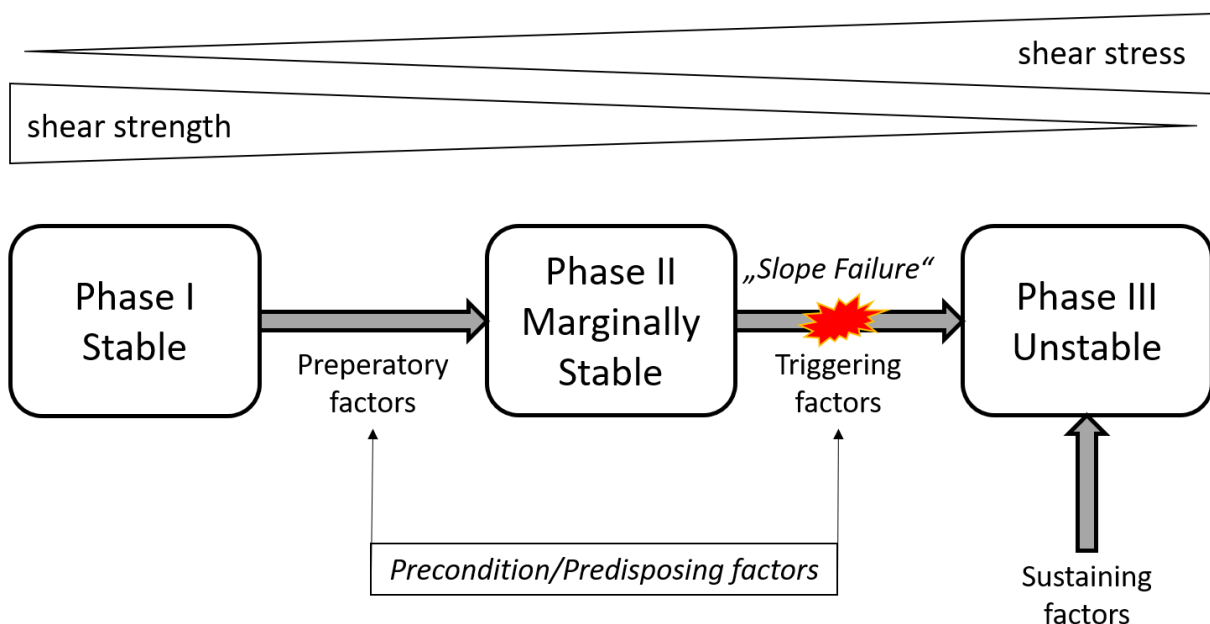 shear stress
shear strength
Phase I
Stable
Preperatory
factors
Phase II
Marginally
Stable
„Slope Failure“
Triggering
factors
Phase III
Unstable
Precondition/Predisposing factors
Sustaining
factors